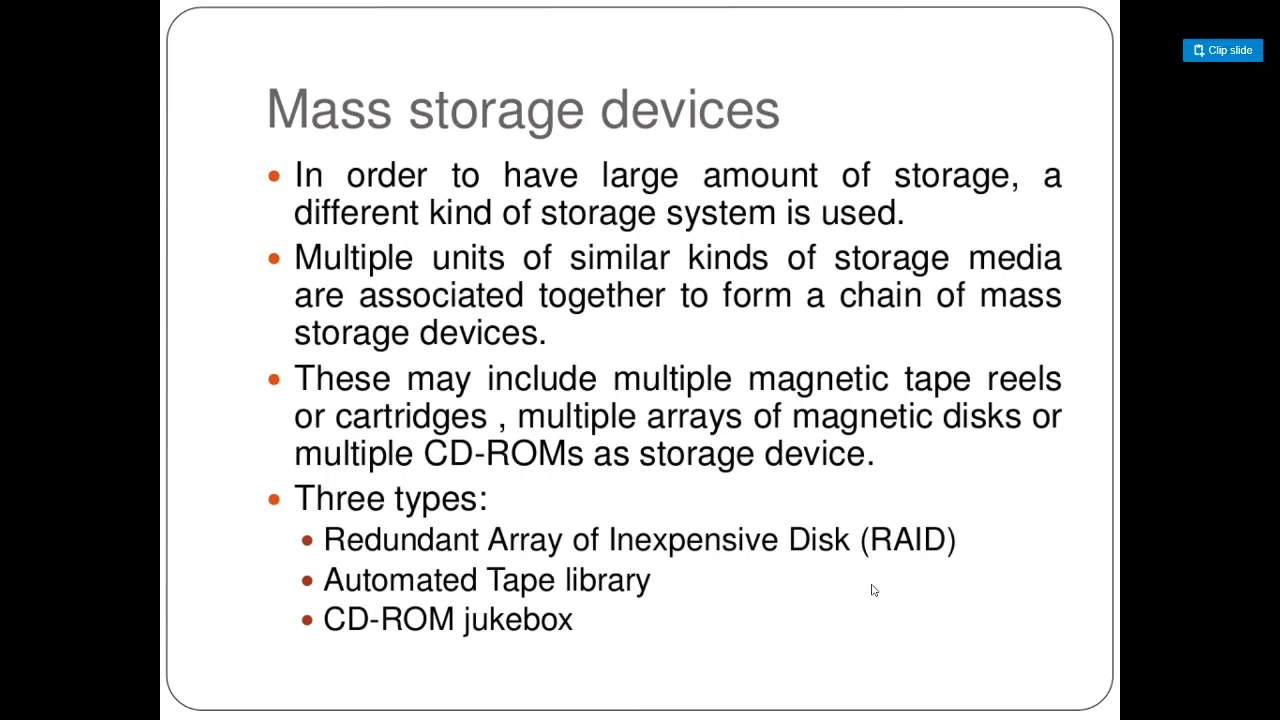 Clip slide
Mass storage devices
• In order to have large amount of storage, a
different kind of storage system is used.
• Multiple units of similar kinds of storage media
are associated together to form a chain of mass
storage devices.
• These may include multiple magnetic tape reels
or cartridges , multiple arrays of magnetic disks or
multiple CD-ROMs as storage device.
• Three types:
• Redundant Array of Inexpensive Disk (RAID)
• Automated Tape library
• CD-ROM jukebox